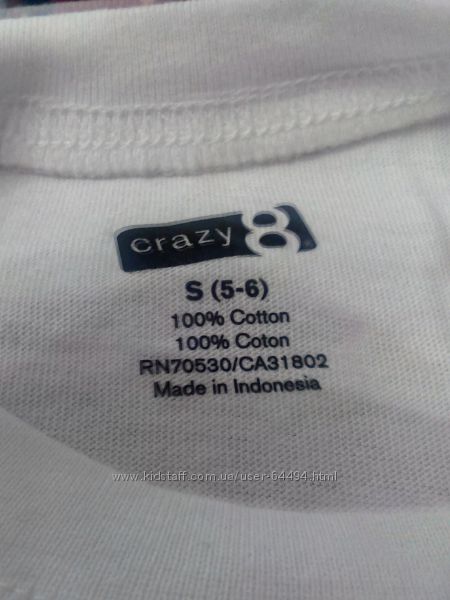 crazy 8
S (5-6)
100% Cotton
100% Coton
RN70530/CA31802
Made in Indonesia
www.kidstaff.com.ua/user-64494.html